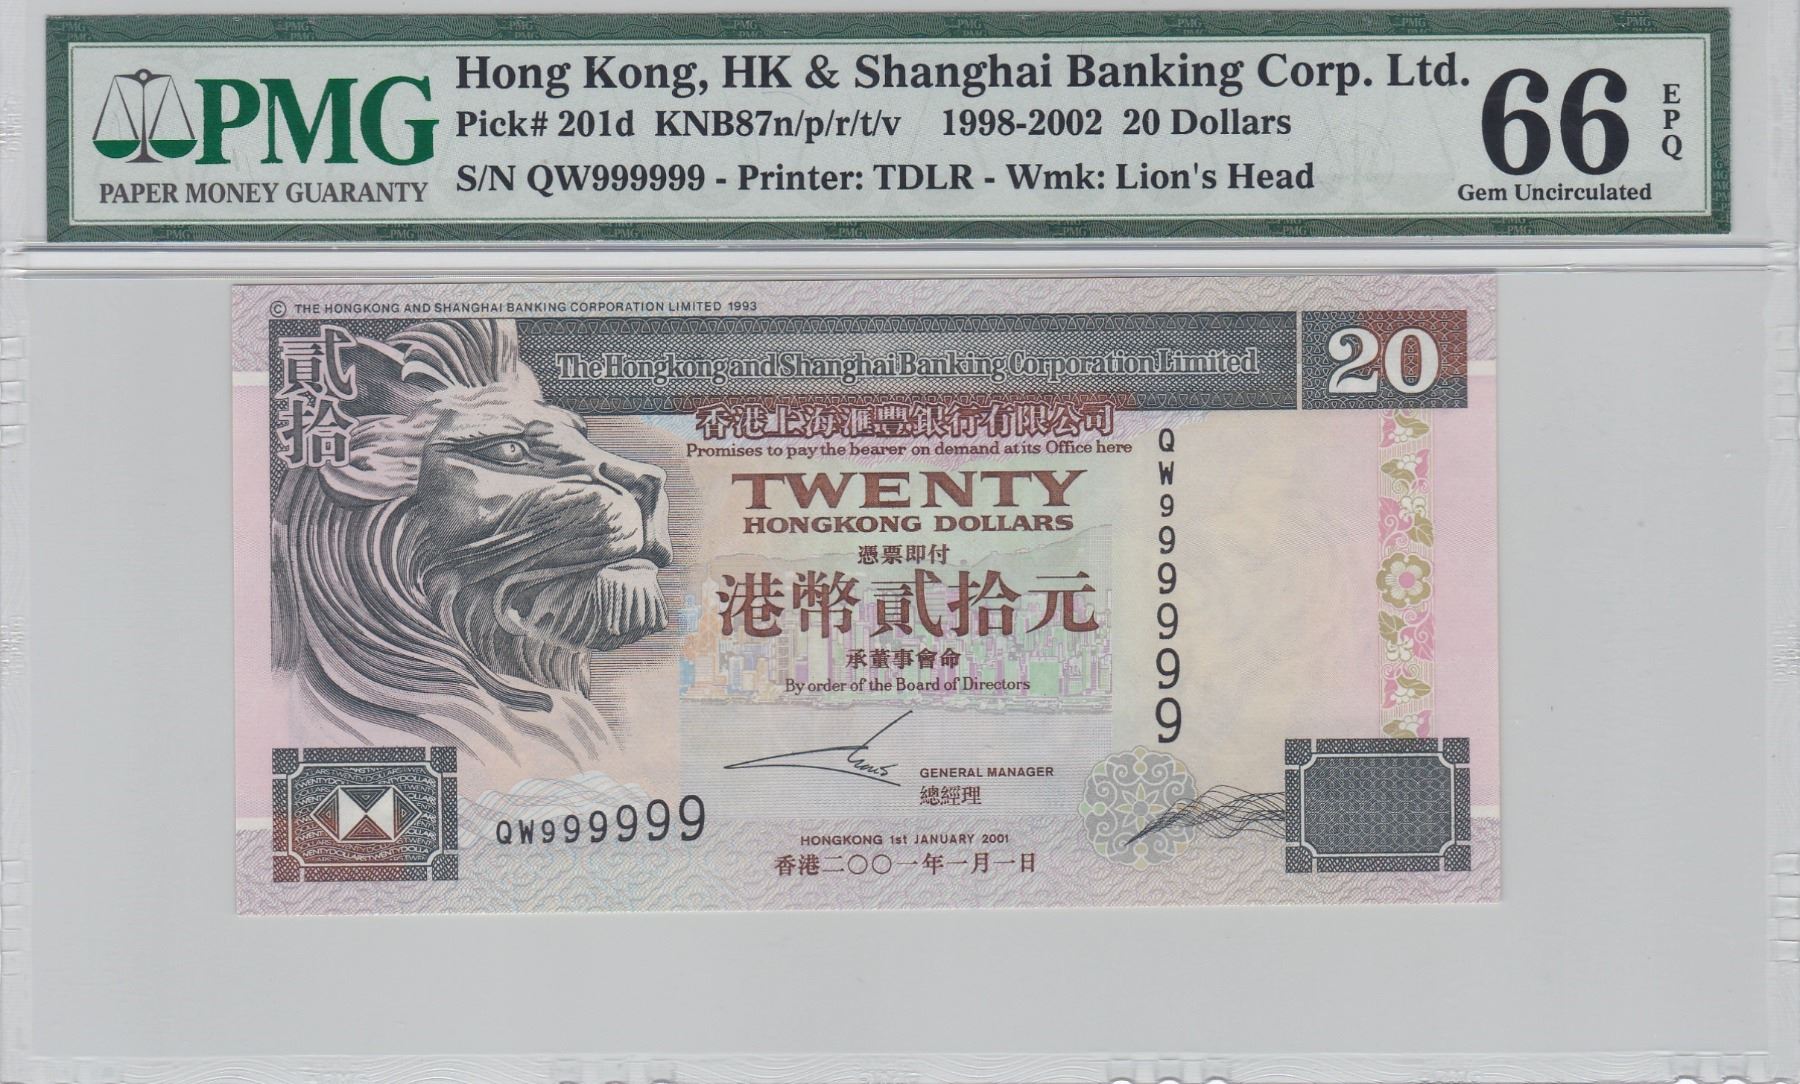 Hong Kong, HK & Shanghai Banking Corp. Ltd.
Pick# 201d KNB87n/p/r/t/v 1998-2002 20 Dollars
S/N QW999999 - Printer: TDLR - Wmk: Lion's Head
PMG
PAPER MONEY GUARANTY
66
EPQ
Gem Uncirculated
© THE HONGKONG AND SHANGHAI BANKING CORPORATION LIMITED 1993
貳拾
The Hongkong and Shanghai Banking Corporation Limited
20
香港上海滙豐銀行有限公司
Promises to pay the bearer on demand at its Office here
TWENTY
HONGKONG DOLLARS
憑票即付
港幣貳拾元
承董事會命
By order of the Board of Directors
QW999999
GENERAL MANAGER
總經理
QW999999
HONGKONG 1st JANUARY 2001
香港二〇〇一年一月一日